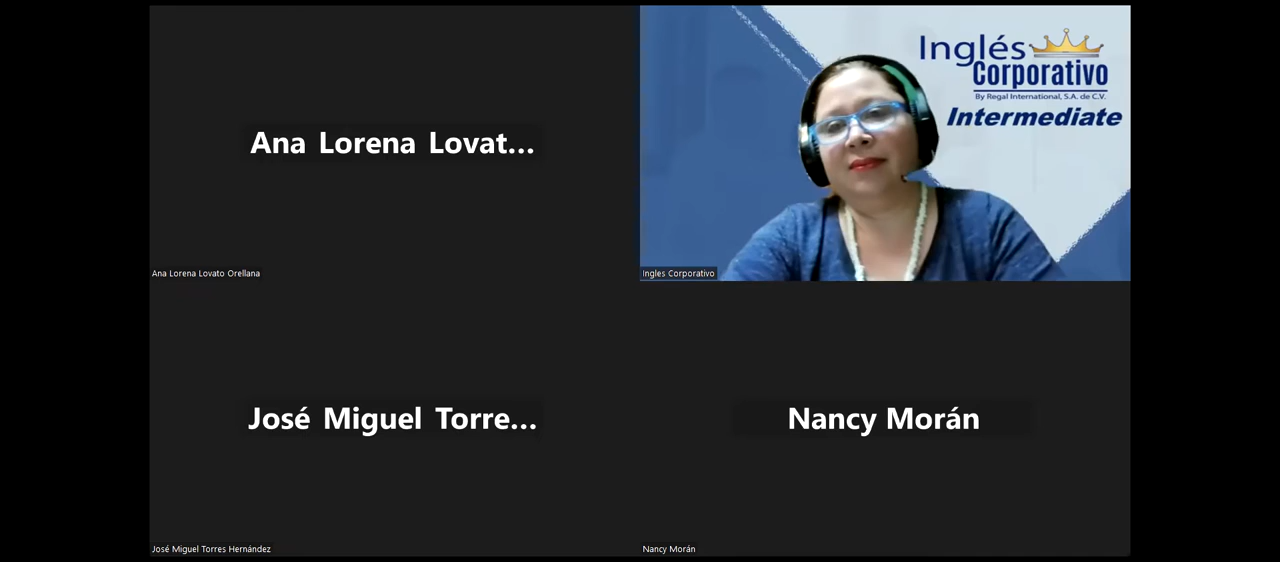 Ana Lorena Lovat...
Ana Lorena Lovato Orellana
Inglés
Corporativo
By Regal International, S.A. de C.V.
Intermediate
Ingles Corporativo
José Miguel Torre...
José Miguel Torres Hernández
Nancy Morán
Nancy Morán